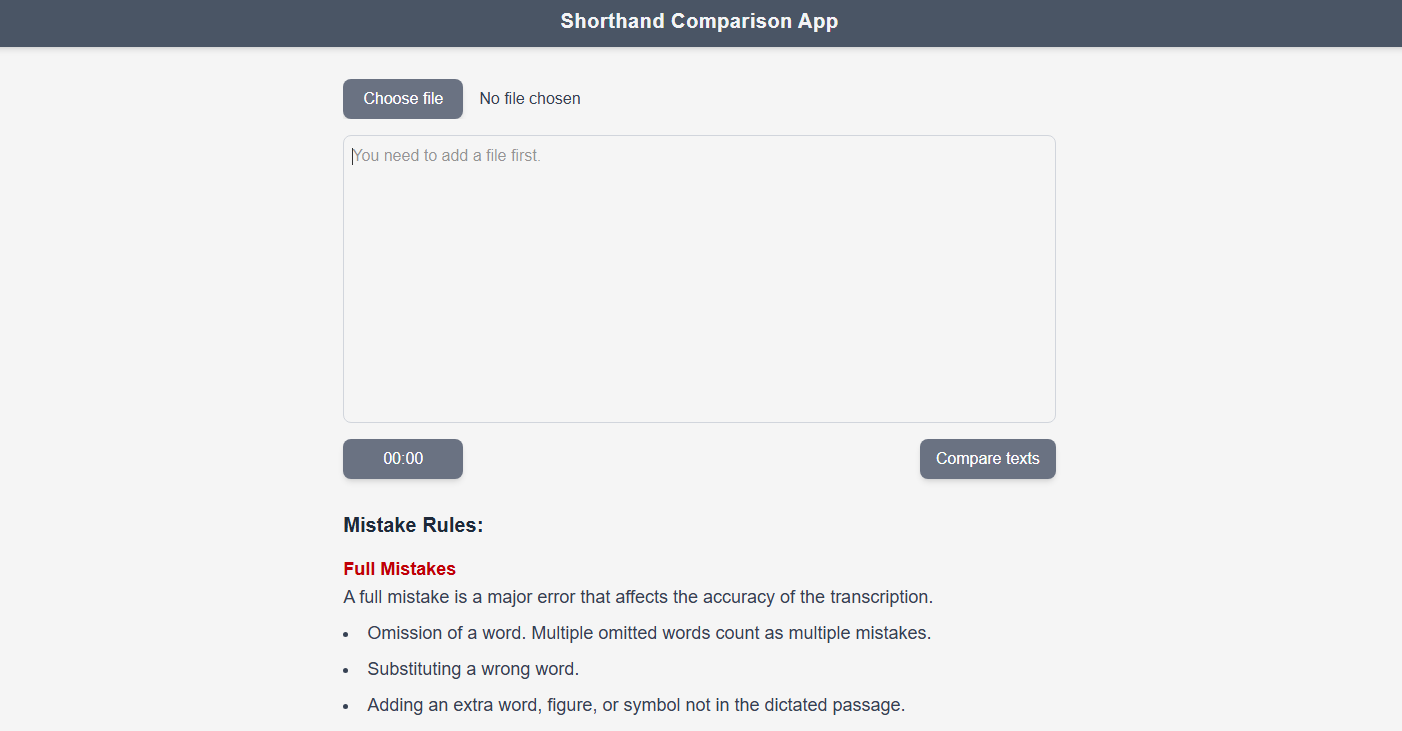 Shorthand Comparison App
Choose file No file chosen
You need to add a file first.
00:00 Compare texts
Mistake Rules:
Full Mistakes
A full mistake is a major error that affects the accuracy of the transcription.
• Omission of a word. Multiple omitted words count as multiple mistakes.
• Substituting a wrong word.
• Adding an extra word, figure, or symbol not in the dictated passage.